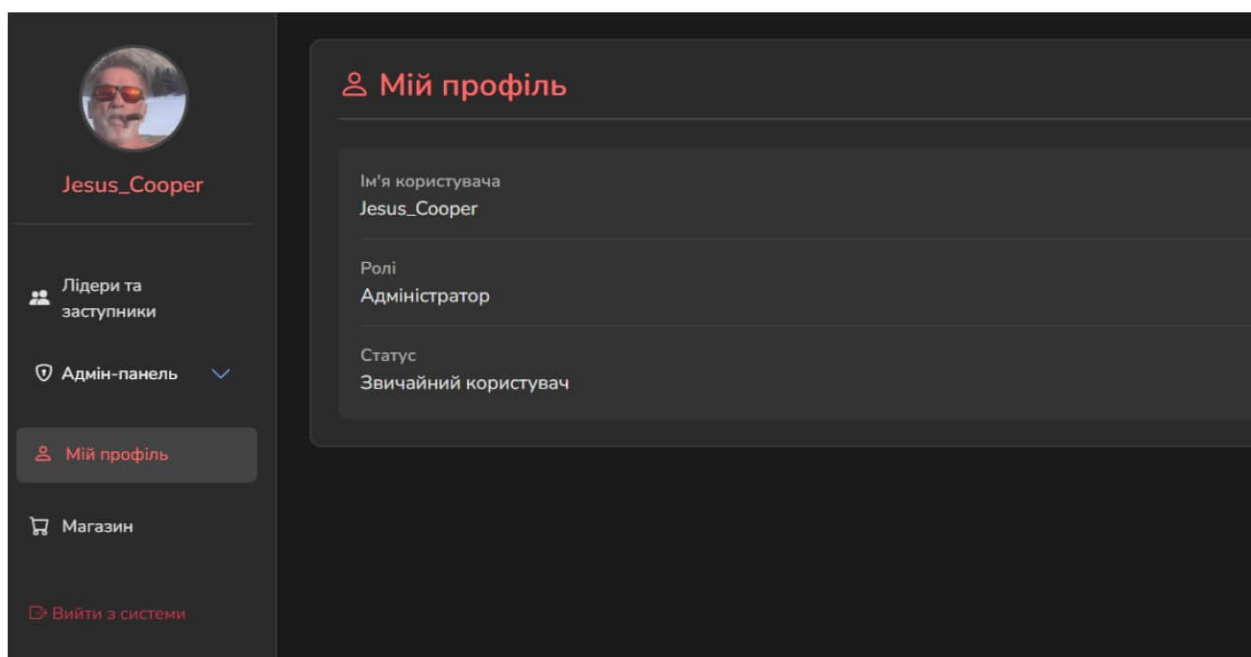 Jesus_Cooper
Лідери та
заступники
Адмін-панель
Мій профіль
Магазин
Вийти з системи
Мій профіль
Ім'я користувача
Jesus_Cooper
Ролі
Адміністратор
Статус
Звичайний користувач